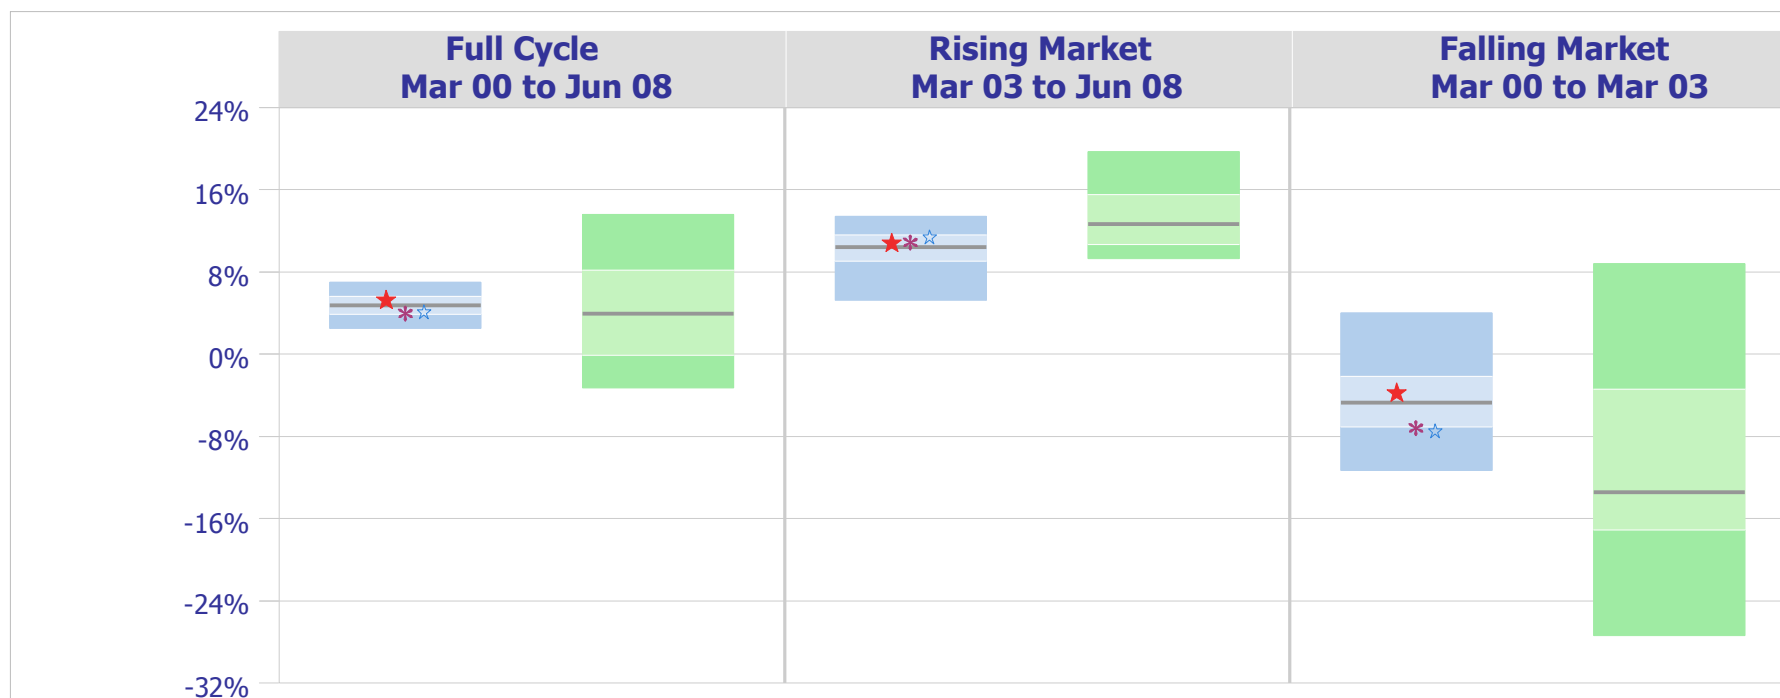 Full Cycle
Mar 00 to Jun 08
Rising Market
Mar 03 to Jun 08
Falling Market
Mar 00 to Mar 03
24%
16%
8%
0%
-8%
-16%
-24%
-32%